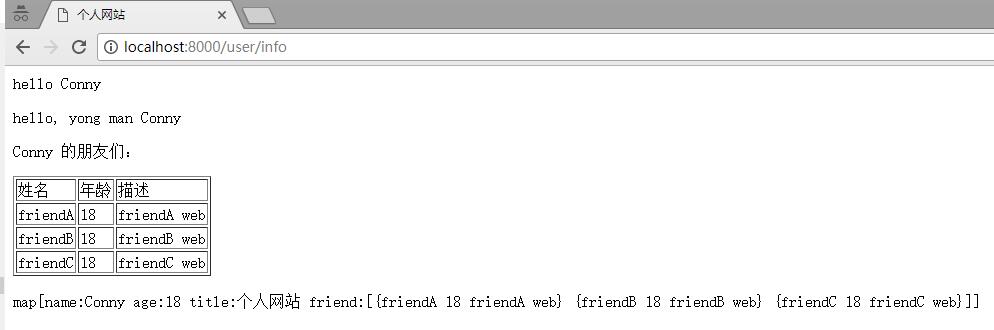 个人网站
localhost:8000/user/info
hello Conny
hello, yong man Conny
Conny 的朋友们:
姓名 年龄 描述
friendA 18 friendA web
friendB 18 friendB web
friendC 18 friendC web
map[name:Conny age:18 title:个人网站 friend:[{friendA 18 friendA web} {friendB 18 friendB web} {friendC 18 friendC web}]]